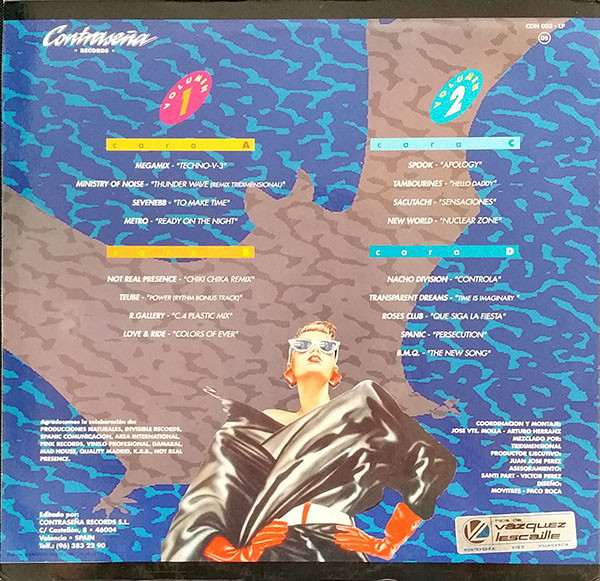 Contraseña
• RECORDS •
CDN 088 - LP
DS
VOLUMEN
1
VOLUMEN
2
cara A
MEGAMIX - "TECHNO-V-3"
MINISTRY OF NOISE - "THUNDER WAVE (REMIX TRIDIMENSIONAL)"
SEVENEBB - "TO MAKE TIME"
METRO - "READY ON THE NIGHT"
cara B
NOT REAL PRESENCE - "CHIKI CHIKA REMIX"
TEUBE - "POWER (RYTHM BONUS TRACK)"
R.GALLERY - "C.4 PLASTIC MIX"
LOVE & RIDE - "COLORS OF EVER"
cara C
SPOOK - "APOLOGY"
TAMBOURINES - "HELLO DADDY"
SACUTACHI - "SENSACIONES"
NEW WORLD - "NUCLEAR ZONE"
cara D
NACHO DIVISION - "CONTROLA"
TRANSPARENT DREAMS - "TIME IS IMAGINARY"
ROSES CLUB - "QUE SIGA LA FIESTA"
SPANIC - "PERSECUTION"
B.M.Q. - "THE NEW SONG"
Agradecemos la colaboración de:
PRODUCCIONES NATURALES, INVISIBLE RECORDS,
SPANIC COMUNICACION, AREA INTERNATIONAL,
PINK RECORDS, VINILO PROFESIONAL, DAMABAL
MAD HOUSE, QUALITY MADRID, K.R.B., NOT REAL
PRESENCE.
Editado por:
CONTRASEÑA RECORDS S.L.
C/ Castellón, 8 • 46004
Valencia • SPAIN
Telf.: (96) 383 22 90
COORDINACION Y MONTAJE:
JOSE VTE. MOLLA - ARTURO HERRANZ
MEZCLADO POR:
TRIDIMENSIONAL
PRODUCTOR EJECUTIVO:
JUAN JOSE PEREZ
ASESORAMIENTO:
SANTI PART - VICTOR PEREZ
DISEÑO:
MOVITRES - PACO ROCA
vazquez
lescaille
PONTEVEDRA VIGO VILLAGARCIA